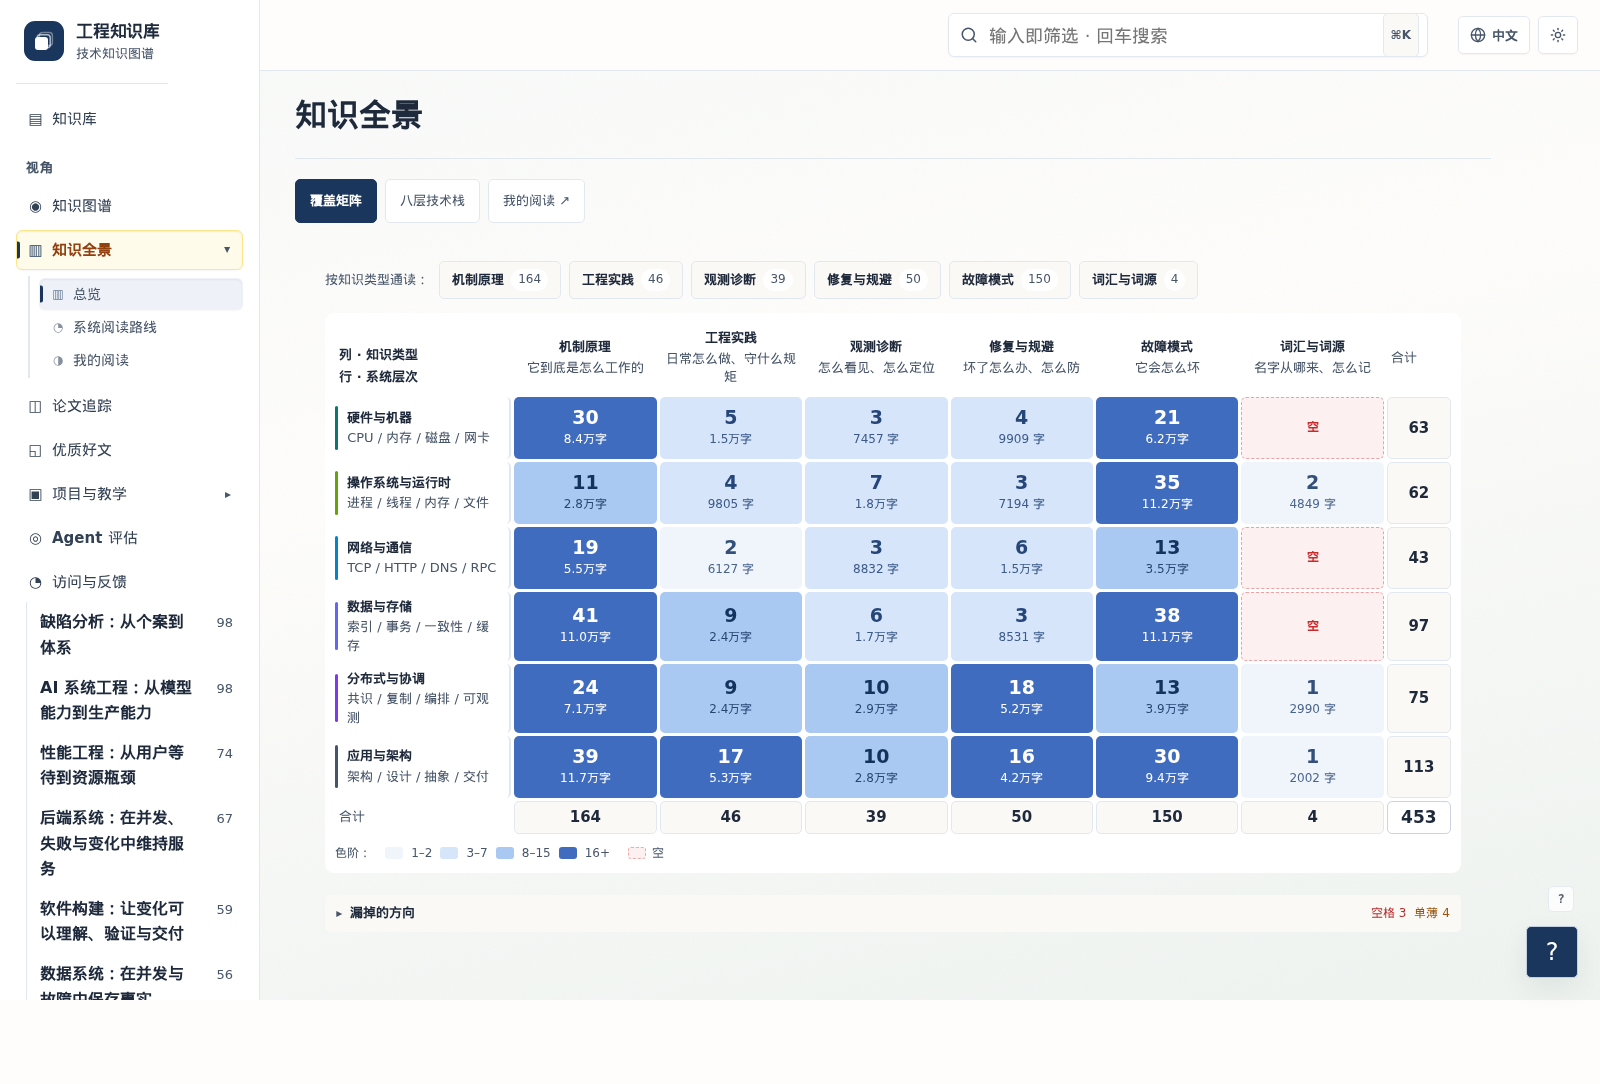 工程知识库
技术知识图谱
输入即筛选 · 回车搜索
⌘K
中文
知识库
视角
知识图谱
知识全景
总览
系统阅读路线
我的阅读
论文追踪
优质好文
项目与教学
Agent 评估
访问与反馈
缺陷分析：从个案到 98
体系
AI 系统工程：从模型 98
能力到生产能力
性能工程：从用户等 74
待到资源瓶颈
后端系统：在并发、 67
失败与变化中维持服
务
软件构建：让变化可 59
以理解、验证与交付
数据系统：在并发与 56
故障中保存事实
知识全景
覆盖矩阵
八层技术栈
我的阅读 ↗
按知识类型通读：
机制原理 164
工程实践 46
观测诊断 39
修复与规避 50
故障模式 150
词汇与词源 4
列 · 知识类型
行 · 系统层次
机制原理
它到底是怎么工作的
工程实践
日常怎么做、守什么规
矩
观测诊断
怎么看见、怎么定位
修复与规避
坏了怎么办、怎么防
故障模式
它会怎么坏
词汇与词源
名字从哪来、怎么记
合计
硬件与机器
CPU / 内存 / 磁盘 / 网卡
30 5 3 4 21 空 63
8.4万字 1.5万字 7457 字 9909 字 6.2万字
操作系统与运行时
进程 / 线程 / 内存 / 文件
11 4 7 3 35 2 62
2.8万字 9805 字 1.8万字 7194 字 11.2万字 4849 字
网络与通信
TCP / HTTP / DNS / RPC
19 2 3 6 13 空 43
5.5万字 6127 字 8832 字 1.5万字 3.5万字
数据与存储
索引 / 事务 / 一致性 / 缓
存
41 9 6 3 38 空 97
11.0万字 2.4万字 1.7万字 8531 字 11.1万字
分布式与协调
共识 / 复制 / 编排 / 可观
测
24 9 10 18 13 1 75
7.1万字 2.4万字 2.9万字 5.2万字 3.9万字 2990 字
应用与架构
架构 / 设计 / 抽象 / 交付
39 17 10 16 30 1 113
11.7万字 5.3万字 2.8万字 4.2万字 9.4万字 2002 字
合计 164 46 39 50 150 4 453
色阶： 1–2 3–7 8–15 16+ 空
漏掉的方向 空格 3 单薄 4
?
?